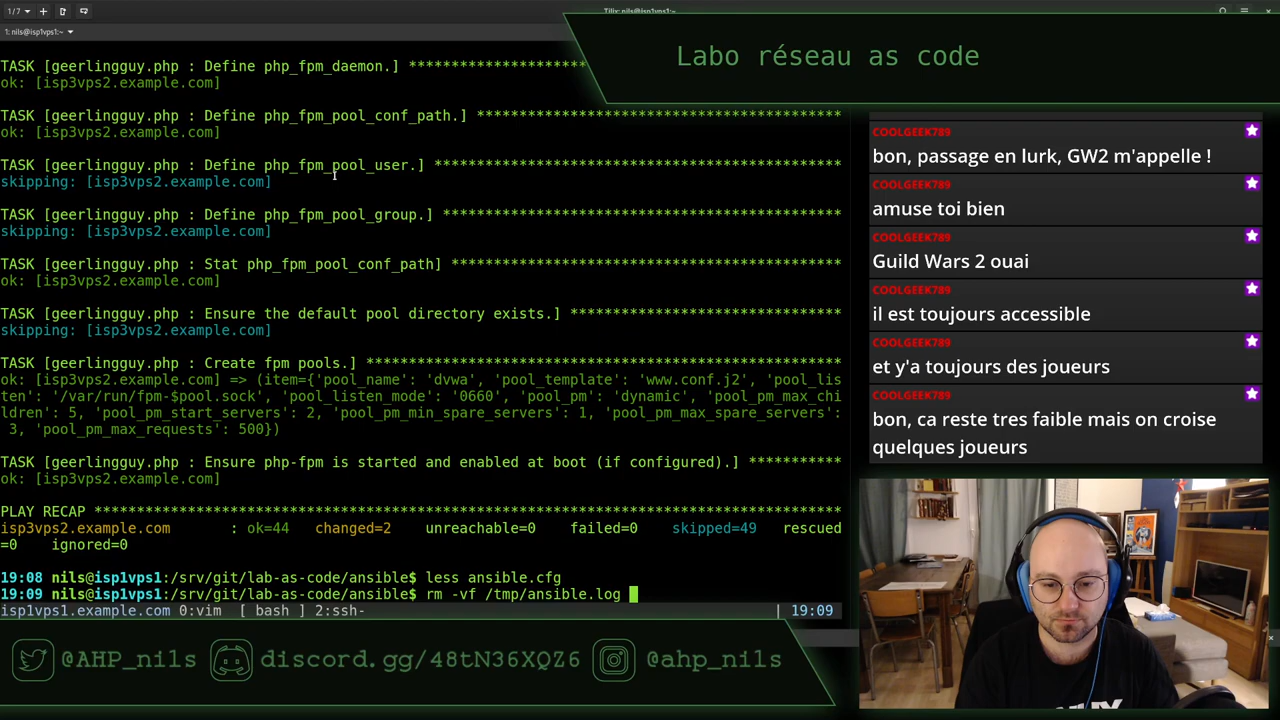 1/7
Tilix: nils@isp1vps1:~
1: nils@isp1vps1:~
Labo réseau as code
TASK [geerlingguy.php : Define php_fpm_daemon.] *********************
ok: [isp3vps2.example.com]
TASK [geerlingguy.php : Define php_fpm_pool_conf_path.] *******************************************
ok: [isp3vps2.example.com]
TASK [geerlingguy.php : Define php_fpm_pool_user.] ************************************************
skipping: [isp3vps2.example.com]
TASK [geerlingguy.php : Define php_fpm_pool_group.] ***********************************************
skipping: [isp3vps2.example.com]
TASK [geerlingguy.php : Stat php_fpm_pool_conf_path] **********************************************
ok: [isp3vps2.example.com]
TASK [geerlingguy.php : Ensure the default pool directory exists.] ********************************
skipping: [isp3vps2.example.com]
TASK [geerlingguy.php : Create fpm pools.] ********************************************************
ok: [isp3vps2.example.com] => (item={'pool_name': 'dvwa', 'pool_template': 'www.conf.j2', 'pool_lis
ten': '/var/run/fpm-$pool.sock', 'pool_listen_mode': '0660', 'pool_pm': 'dynamic', 'pool_pm_max_chi
ldren': 5, 'pool_pm_start_servers': 2, 'pool_pm_min_spare_servers': 1, 'pool_pm_max_spare_servers':
3, 'pool_pm_max_requests': 500})
TASK [geerlingguy.php : Ensure php-fpm is started and enabled at boot (if configured).] ***********
ok: [isp3vps2.example.com]
PLAY RECAP ****************************************************************************************
isp3vps2.example.com : ok=44 changed=2 unreachable=0 failed=0 skipped=49 rescued
=0 ignored=0
19:08 nils@isp1vps1:/srv/git/lab-as-code/ansible$ less ansible.cfg
19:09 nils@isp1vps1:/srv/git/lab-as-code/ansible$ rm -vf /tmp/ansible.log
isp1vps1.example.com 0:vim [ bash ] 2:ssh- | 19:09
COOLGEEK789
bon, passage en lurk, GW2 m'appelle !
COOLGEEK789
amuse toi bien
COOLGEEK789
Guild Wars 2 ouai
COOLGEEK789
il est toujours accessible
COOLGEEK789
et y'a toujours des joueurs
COOLGEEK789
bon, ca reste tres faible mais on croise
quelques joueurs
@AHP_nils discord.gg/48tN36XQZ6 @ahp_nils